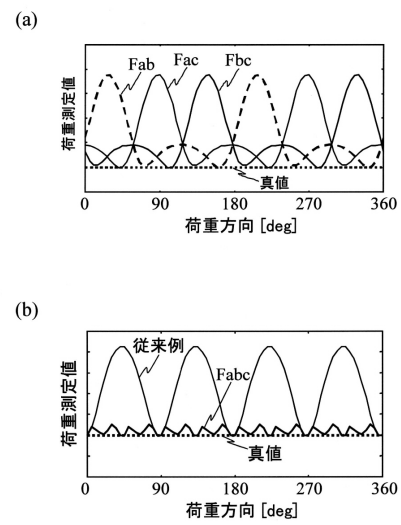 (a)
Fab Fac Fbc
荷重測定値
真値
0 90 180 270 360
荷重方向 [deg]
(b)
従来例
Fabc
荷重測定値
真値
0 90 180 270 360
荷重方向 [deg]